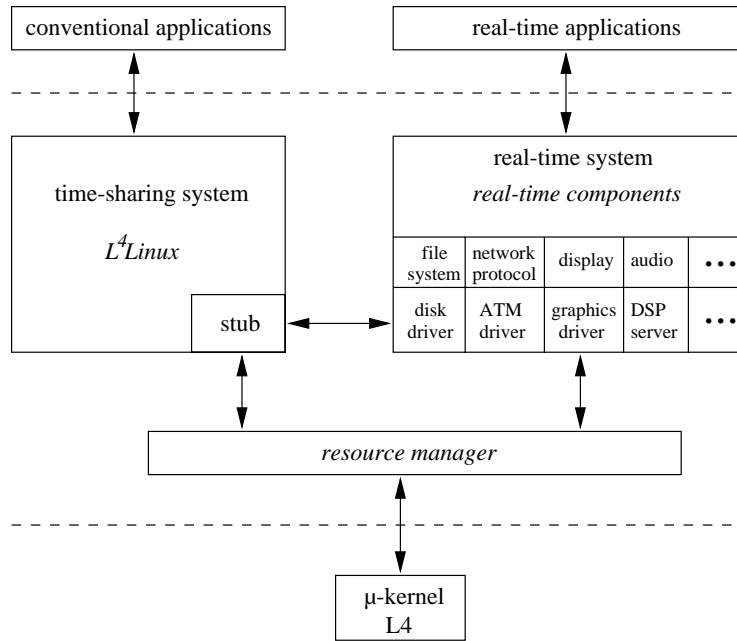 conventional applications
real-time applications
time-sharing system
L⁴Linux
stub
real-time system
real-time components
file
system
network
protocol
display
audio
•••
disk
driver
ATM
driver
graphics
driver
DSP
server
•••
resource manager
μ-kernel
L4